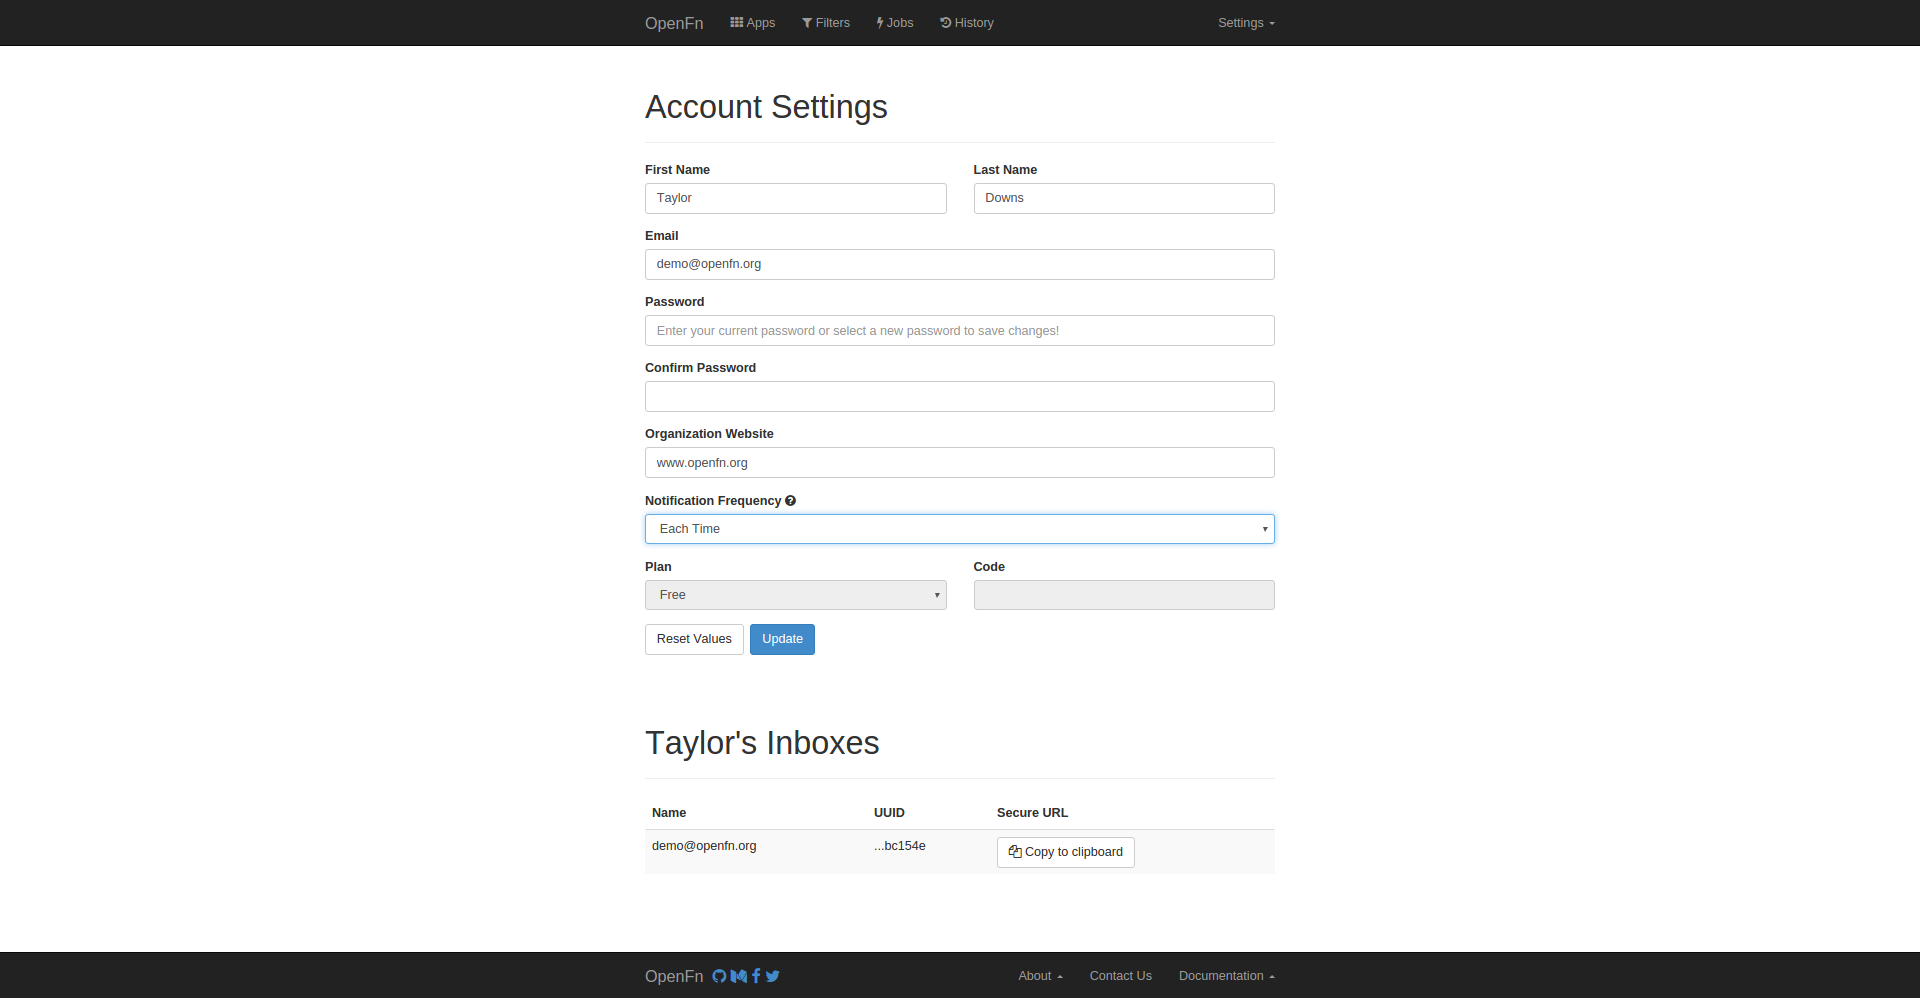 OpenFn Apps Filters Jobs History Settings
Account Settings
First Name Last Name
Taylor Downs
Email
demo@openfn.org
Password
Enter your current password or select a new password to save changes!
Confirm Password
Organization Website
www.openfn.org
Notification Frequency
Each Time
Plan Code
Free
Reset Values Update
Taylor's Inboxes
Name UUID Secure URL
demo@openfn.org ...bc154e Copy to clipboard
OpenFn About Contact Us Documentation